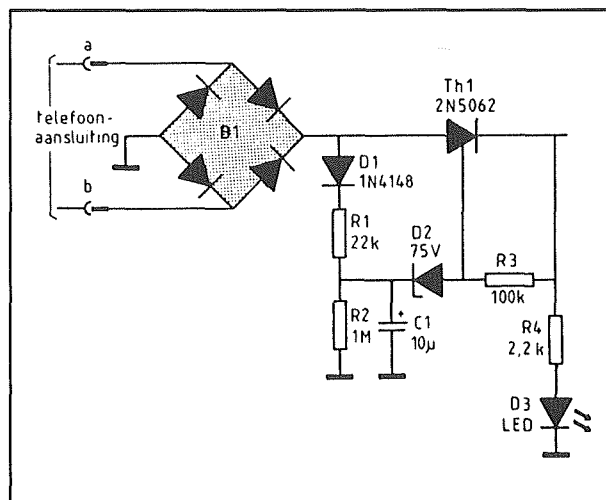 a
telefoon-
aansluiting
b
B1
Th1
2N5062
D1
1N4148
R1
22k
D2
75V
R3
100k
R2
1M
+
C1
10µ
R4
2,2k
D3
LED